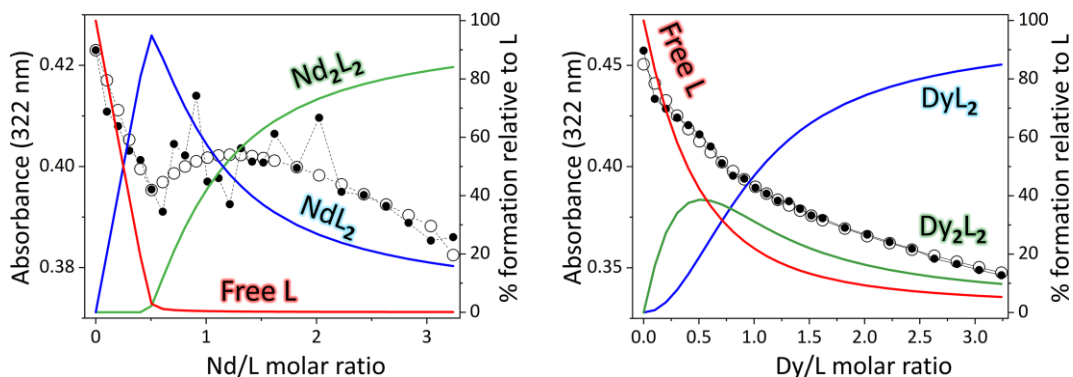 Absorbance (322 nm)
0.42
0.40
0.38
0
1
2
3
Nd/L molar ratio
100
80
60
40
20
0
% formation relative to L
Nd₂L₂
NdL₂
Free L
Absorbance (322 nm)
0.45
0.40
0.35
0.0
0.5
1.0
1.5
2.0
2.5
3.0
Dy/L molar ratio
100
80
60
40
20
0
% formation relative to L
Free L
DyL₂
Dy₂L₂